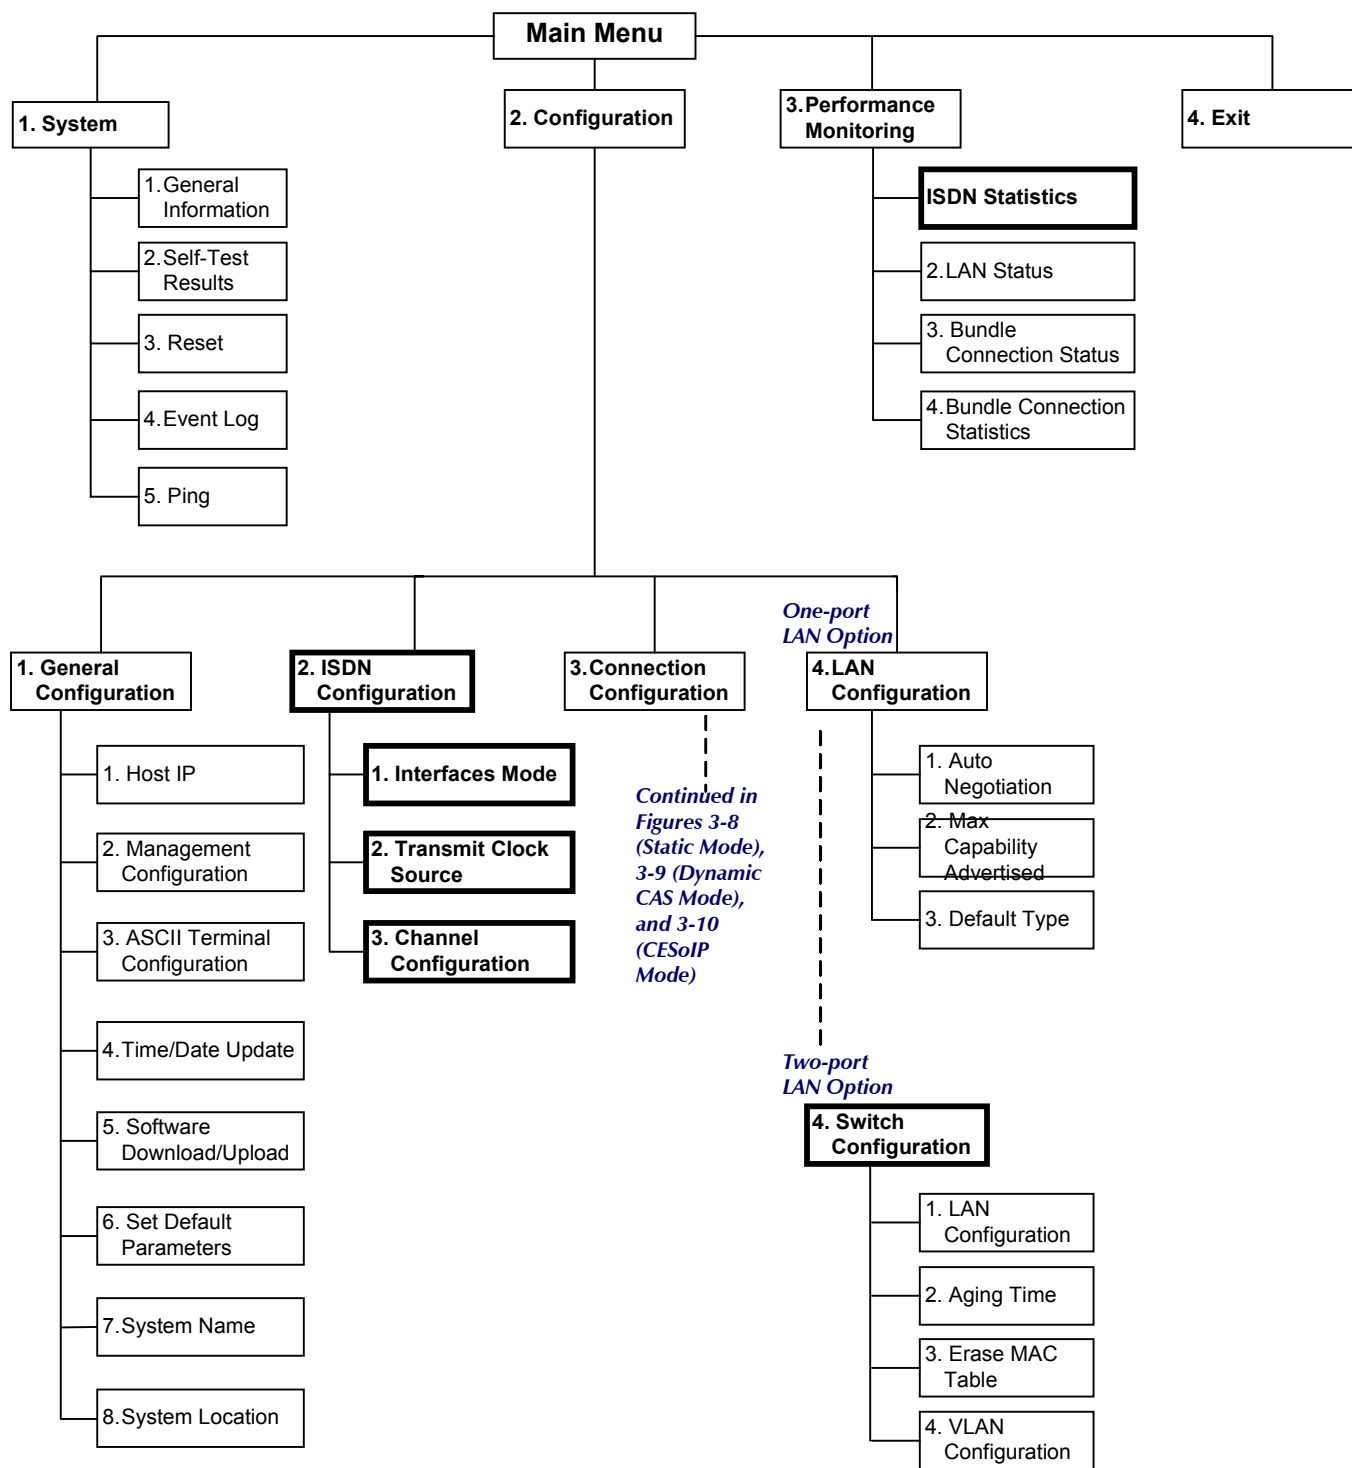 Main Menu
1. System
2. Configuration
3.Performance
Monitoring
4. Exit
1.General
Information
2.Self-Test
Results
3. Reset
4.Event Log
5. Ping
ISDN Statistics
2.LAN Status
3. Bundle
Connection Status
4.Bundle Connection
Statistics
1. General
Configuration
2. ISDN
Configuration
3.Connection
Configuration
One-port
LAN Option
4.LAN
Configuration
1. Host IP
2. Management
Configuration
3. ASCII Terminal
Configuration
4.Time/Date Update
5. Software
Download/Upload
6. Set Default
Parameters
7.System Name
8.System Location
1. Interfaces Mode
2. Transmit Clock
Source
3. Channel
Configuration
Continued in
Figures 3-8
(Static Mode),
3-9 (Dynamic
CAS Mode),
and 3-10
(CESoIP
Mode)
1. Auto
Negotiation
2. Max
Capability
Advertised
3. Default Type
Two-port
LAN Option
4. Switch
Configuration
1. LAN
Configuration
2. Aging Time
3. Erase MAC
Table
4. VLAN
Configuration